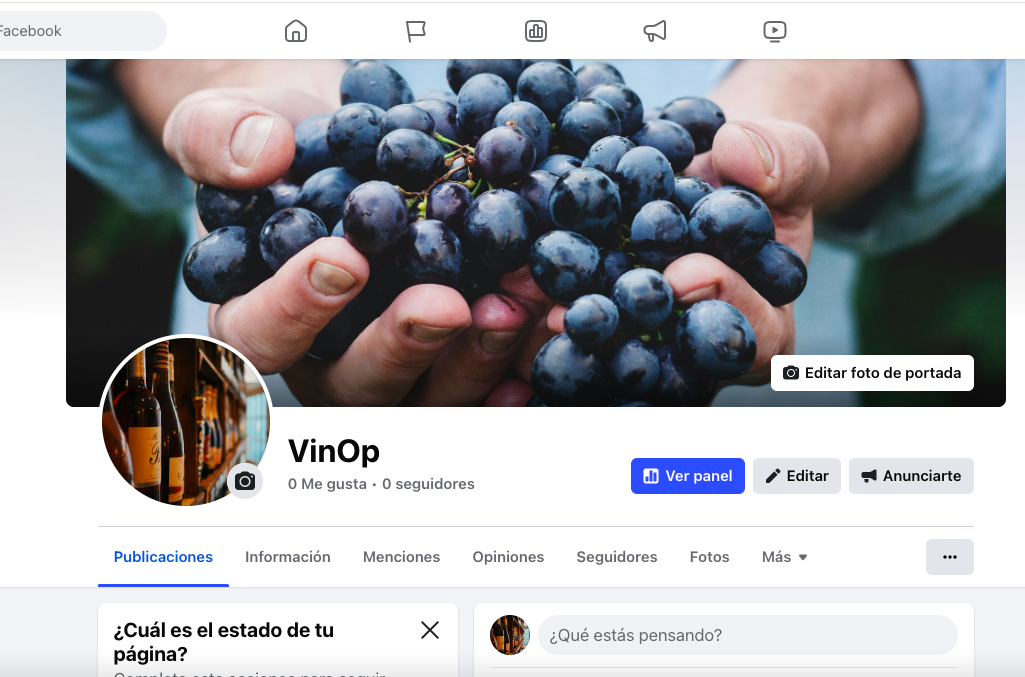 Facebook
Editar foto de portada
VinOp
0 Me gusta • 0 seguidores
Ver panel
Editar
Anunciarte
Publicaciones
Información
Menciones
Opiniones
Seguidores
Fotos
Más
¿Cuál es el estado de tu
página?
¿Qué estás pensando?